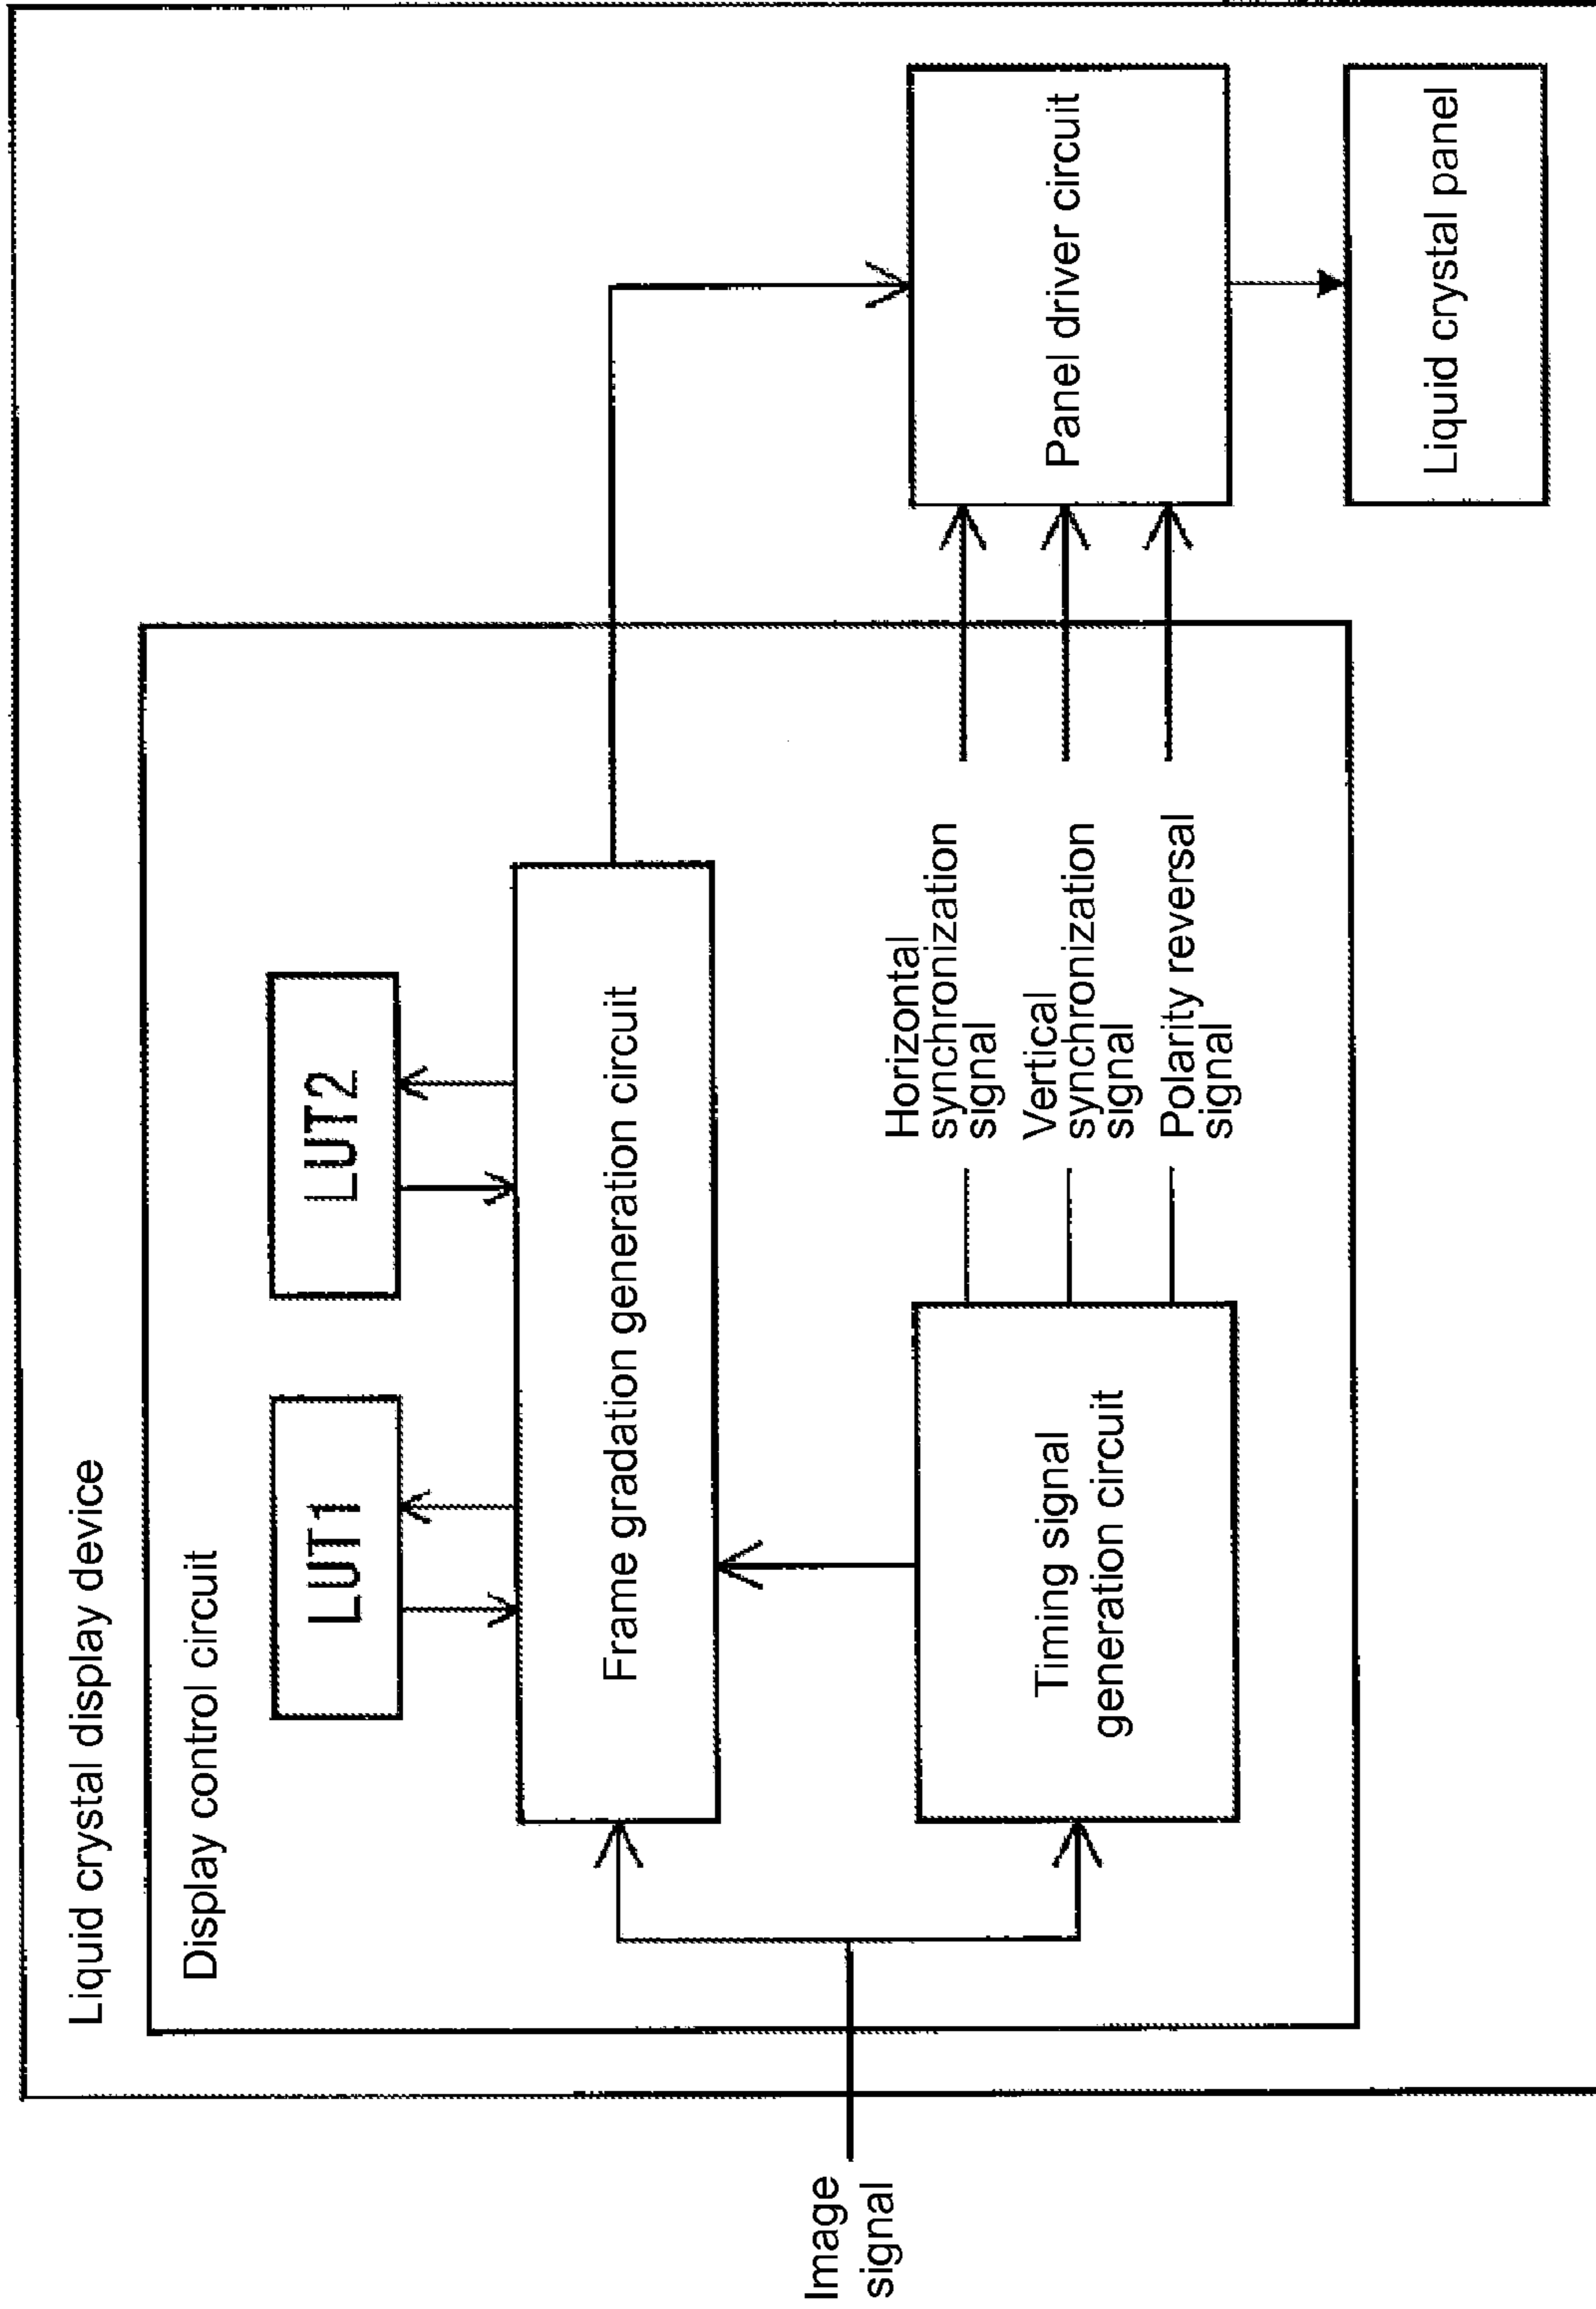 Liquid crystal display device
Display control circuit
LUT1
LUT2
Frame gradation generation circuit
Image
signal
Timing signal
generation circuit
Horizontal
synchronization
signal
Vertical
synchronization
signal
Polarity reversal
signal
Panel driver circuit
Liquid crystal panel